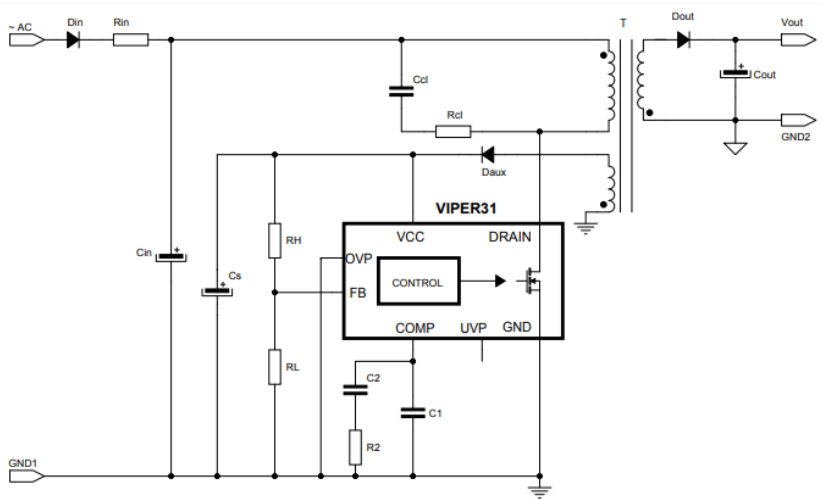 ~ AC
Din
Rin
T
Dout
Vout
Ccl
+
Cout
Rcl
GND2
Daux
VIPER31
RH
VCC
DRAIN
Cin
+
OVP
Cs
+
CONTROL
FB
COMP
UVP
GND
RL
C2
C1
R2
GND1